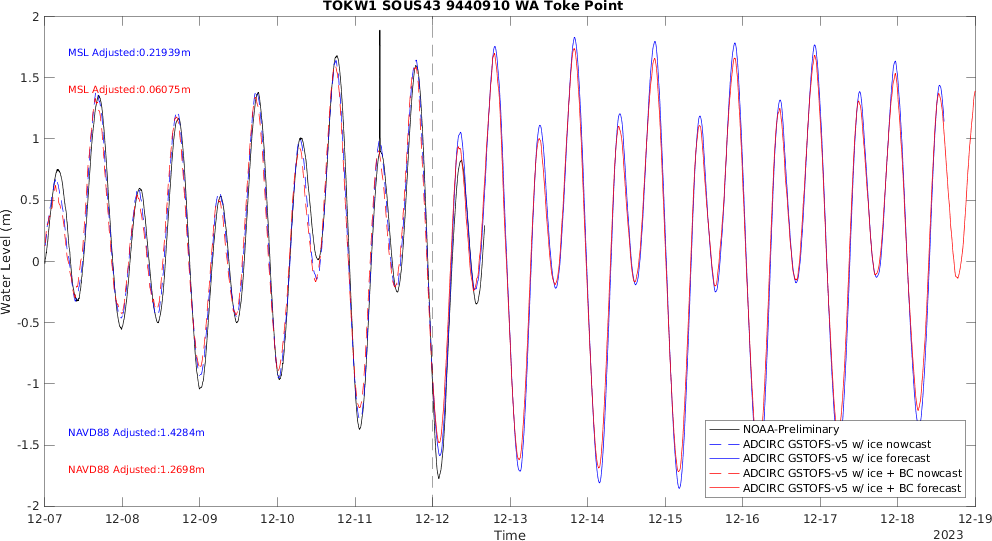 TOKW1 SOUS43 9440910 WA Toke Point
MSL Adjusted:0.21939m
MSL Adjusted:0.06075m
NAVD88 Adjusted:1.4284m
NAVD88 Adjusted:1.2698m
Water Level (m)
2
1.5
1
0.5
0
-0.5
-1
-1.5
-2
NOAA-Preliminary
ADCIRC GSTOFS-v5 w/ ice nowcast
ADCIRC GSTOFS-v5 w/ ice forecast
ADCIRC GSTOFS-v5 w/ ice + BC nowcast
ADCIRC GSTOFS-v5 w/ ice + BC forecast
12-07 12-08 12-09 12-10 12-11 12-12 12-13 12-14 12-15 12-16 12-17 12-18 12-19
Time
2023